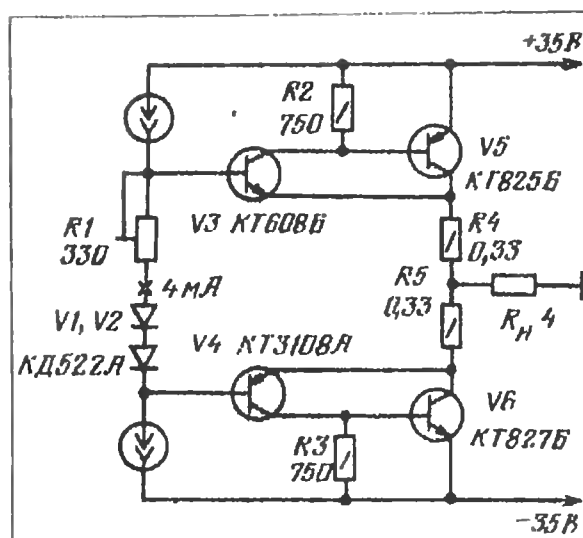 +35В
R2
750
V5
КТ825Б
V3 КТ608Б
R1
330
R4
0,33
4мА
R5
0,33
Rн 4
V1, V2
КД522А
V4
КТ3108А
V6
КТ827Б
R3
750
−35В